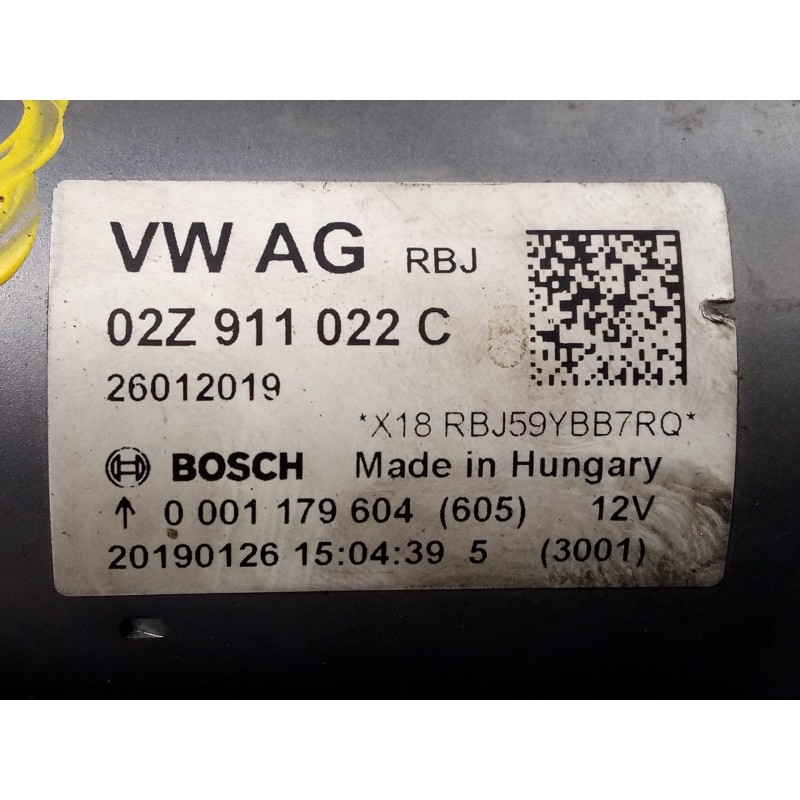 VW AG RBJ
02Z 911 022 C
26012019
*X18 RBJ59YBB7RQ*
BOSCH Made in Hungary
↑ 0 001 179 604 (605) 12V
20190126 15:04:39 5 (3001)